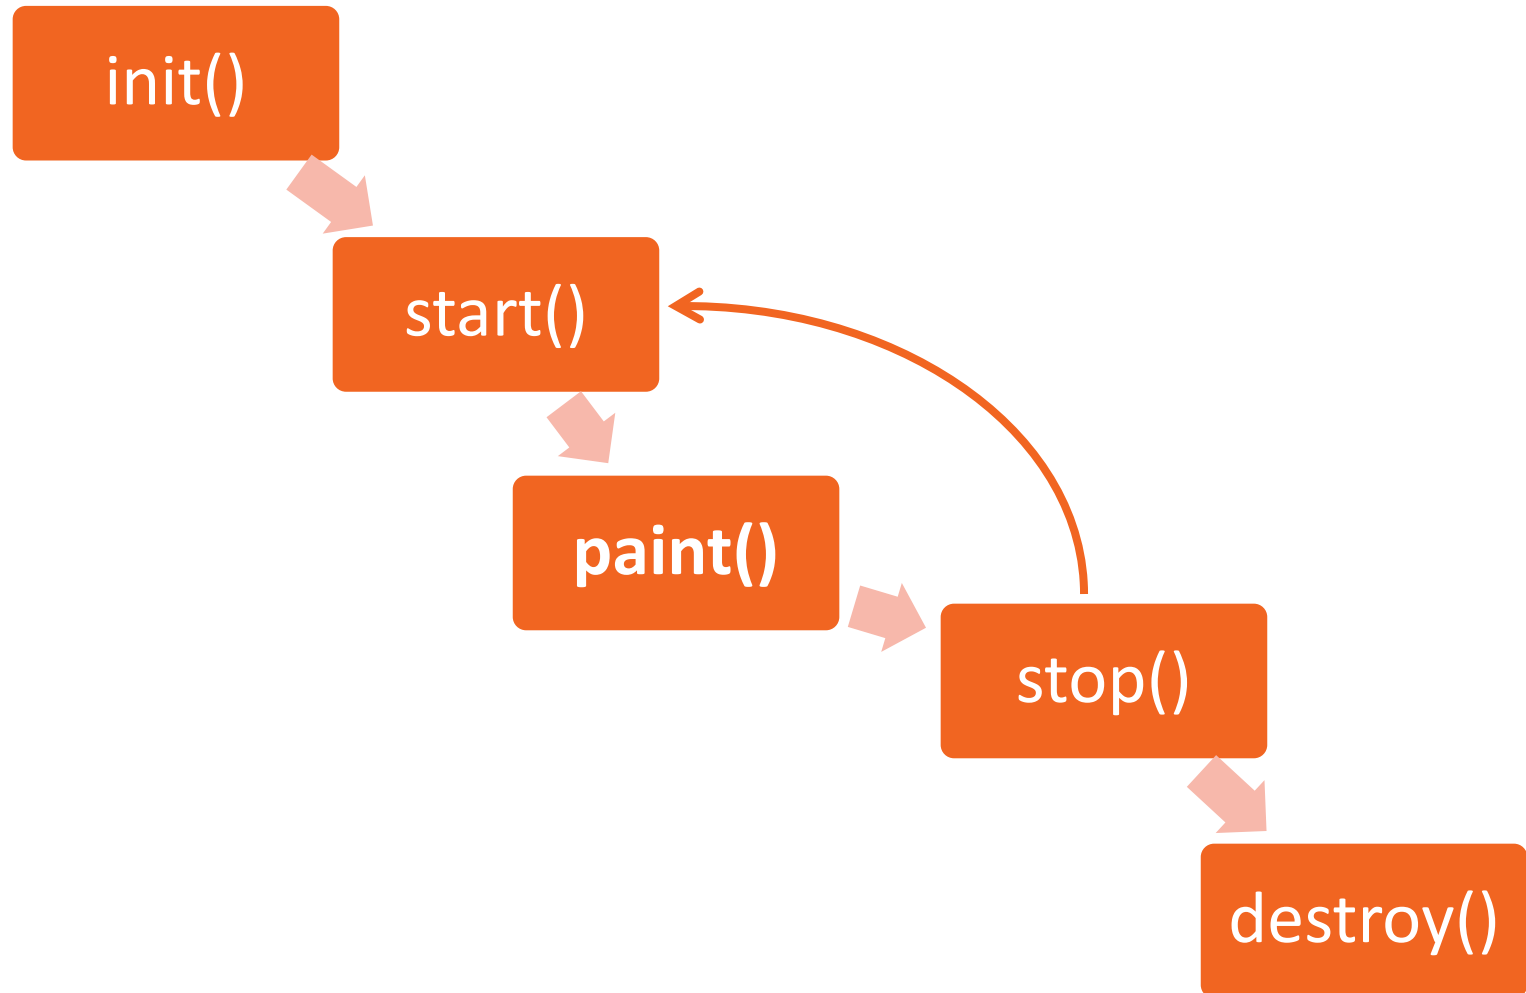 init()
start()
paint()
stop()
destroy()